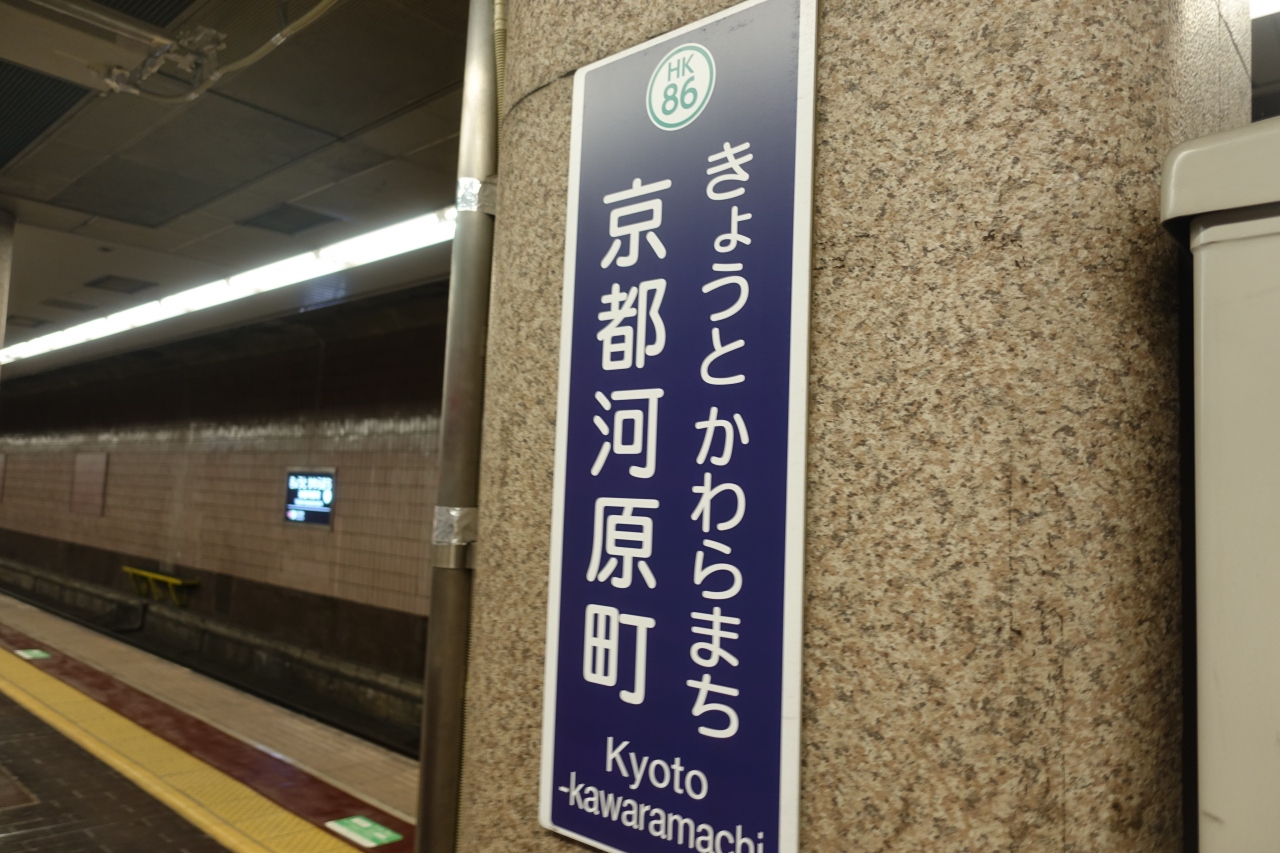 HK
86
きょうと かわらまち
京都河原町
Kyoto
-kawaramachi